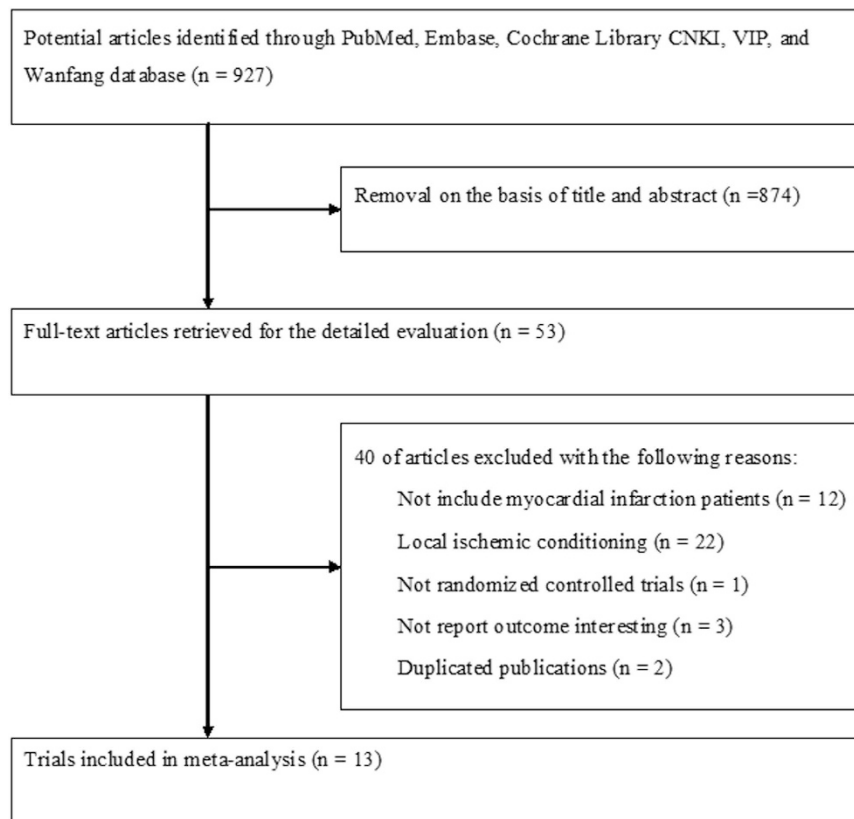 Potential articles identified through PubMed, Embase, Cochrane Library CNKI, VIP, and
Wanfang database (n = 927)
Removal on the basis of title and abstract (n =874)
Full-text articles retrieved for the detailed evaluation (n = 53)
40 of articles excluded with the following reasons:
Not include myocardial infarction patients (n = 12)
Local ischemic conditioning (n = 22)
Not randomized controlled trials (n = 1)
Not report outcome interesting (n = 3)
Duplicated publications (n = 2)
Trials included in meta-analysis (n = 13)